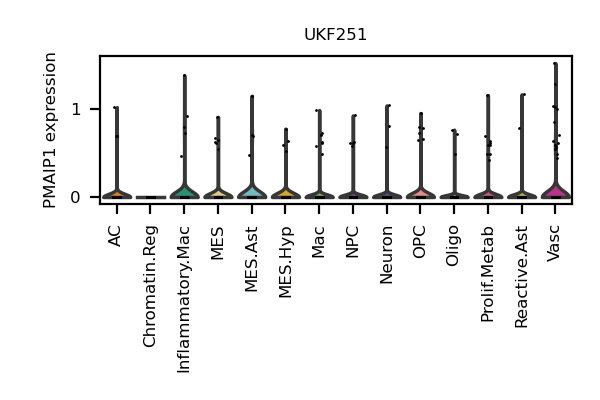 UKF251
PMAIP1 expression
1
0
AC
Chromatin.Reg
Inflammatory.Mac
MES
MES.Ast
MES.Hyp
Mac
NPC
Neuron
OPC
Oligo
Prolif.Metab
Reactive.Ast
Vasc